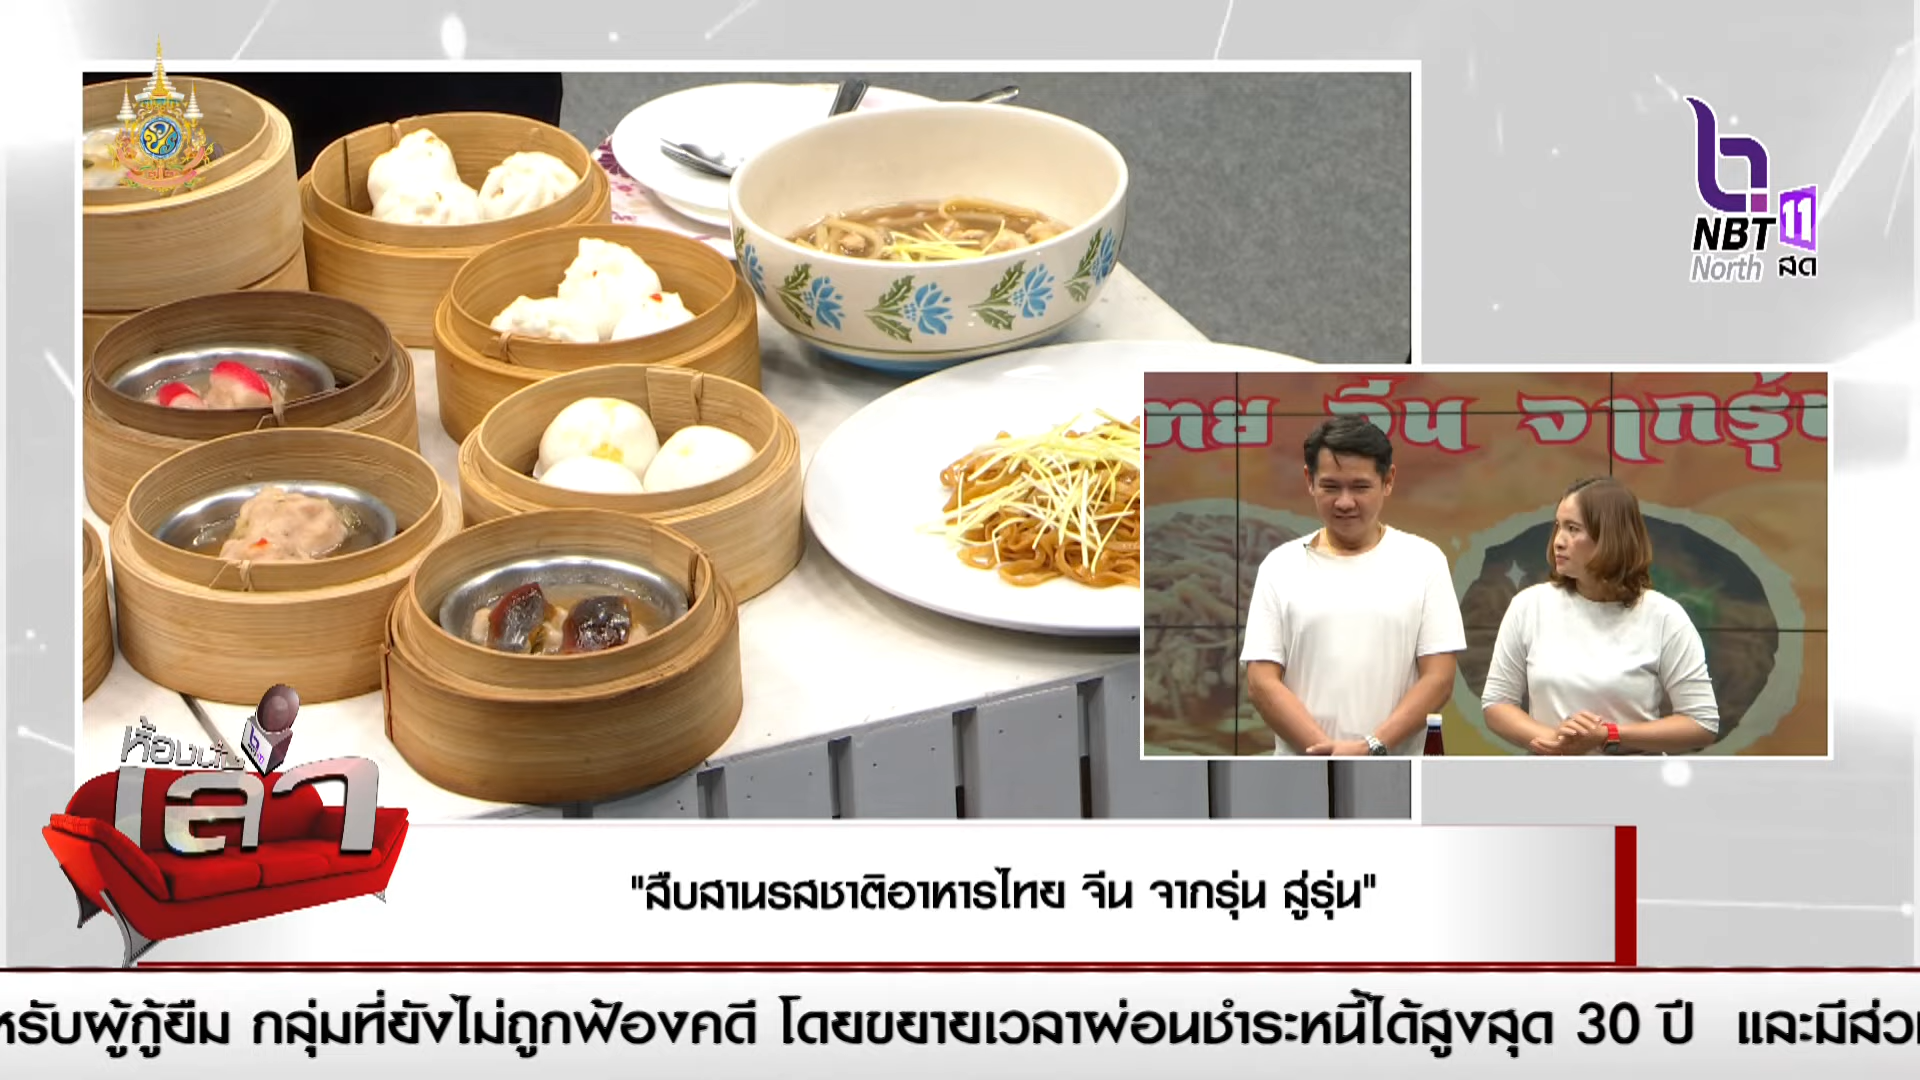 NBT 11
North สด
ไทย จีน จากรุ่น
ห้องนั่ง
เล่า
"สืบสานรสชาติอาหารไทย จีน จากรุ่น สู่รุ่น"
หรับผู้กู้ยืม กลุ่มที่ยังไม่ถูกฟ้องคดี โดยขยายเวลาผ่อนชำระหนี้ได้สูงสุด 30 ปี และมีส่วน